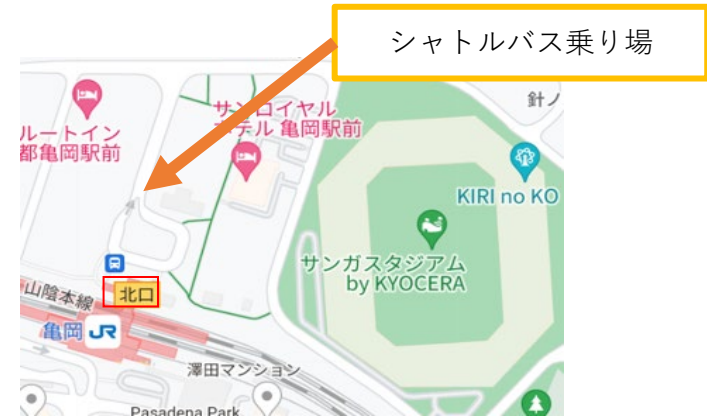 シャトルバス乗り場
針ノ
サンロイヤル
ホテル 亀岡駅前
ルートイン
都亀岡駅前
KIRI no KO
サンガスタジアム
by KYOCERA
北口
山陰本線
亀岡 JR
澤田マンション
Pasadena Park